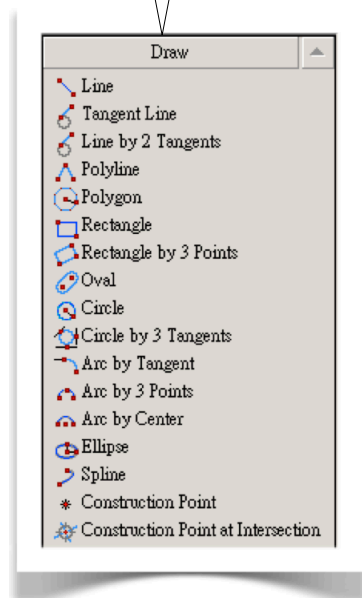 Draw
Line
Tangent Line
Line by 2 Tangents
Polyline
Polygon
Rectangle
Rectangle by 3 Points
Oval
Circle
Circle by 3 Tangents
Arc by Tangent
Arc by 3 Points
Arc by Center
Ellipse
Spline
Construction Point
Construction Point at Intersection